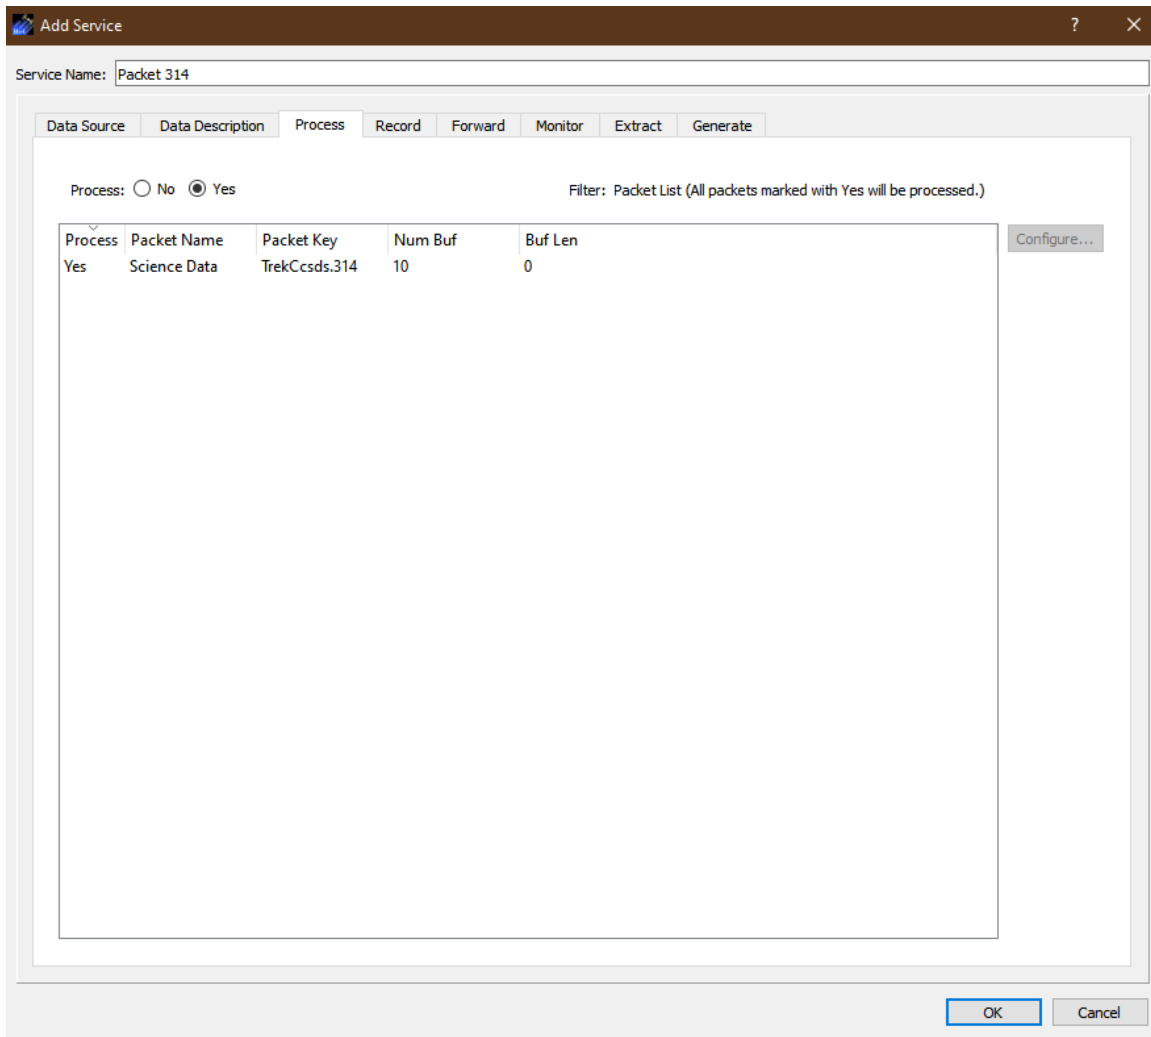 Add Service ?
Service Name: Packet 314
Data Source Data Description Process Record Forward Monitor Extract Generate
Process: No Yes Filter: Packet List (All packets marked with Yes will be processed.)
Process Packet Name Packet Key Num Buf Buf Len Configure...
Yes Science Data TrekCcsds.314 10 0
OK Cancel